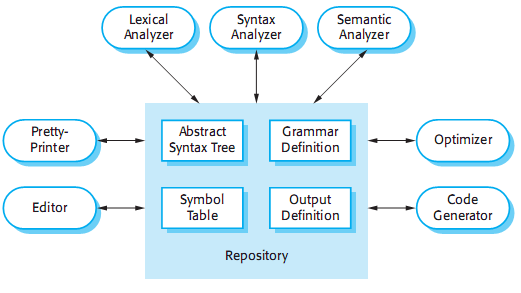 Lexical
Analyzer
Syntax
Analyzer
Semantic
Analyzer
Pretty-
Printer
Abstract
Syntax Tree
Grammar
Definition
Optimizer
Editor
Symbol
Table
Output
Definition
Code
Generator
Repository